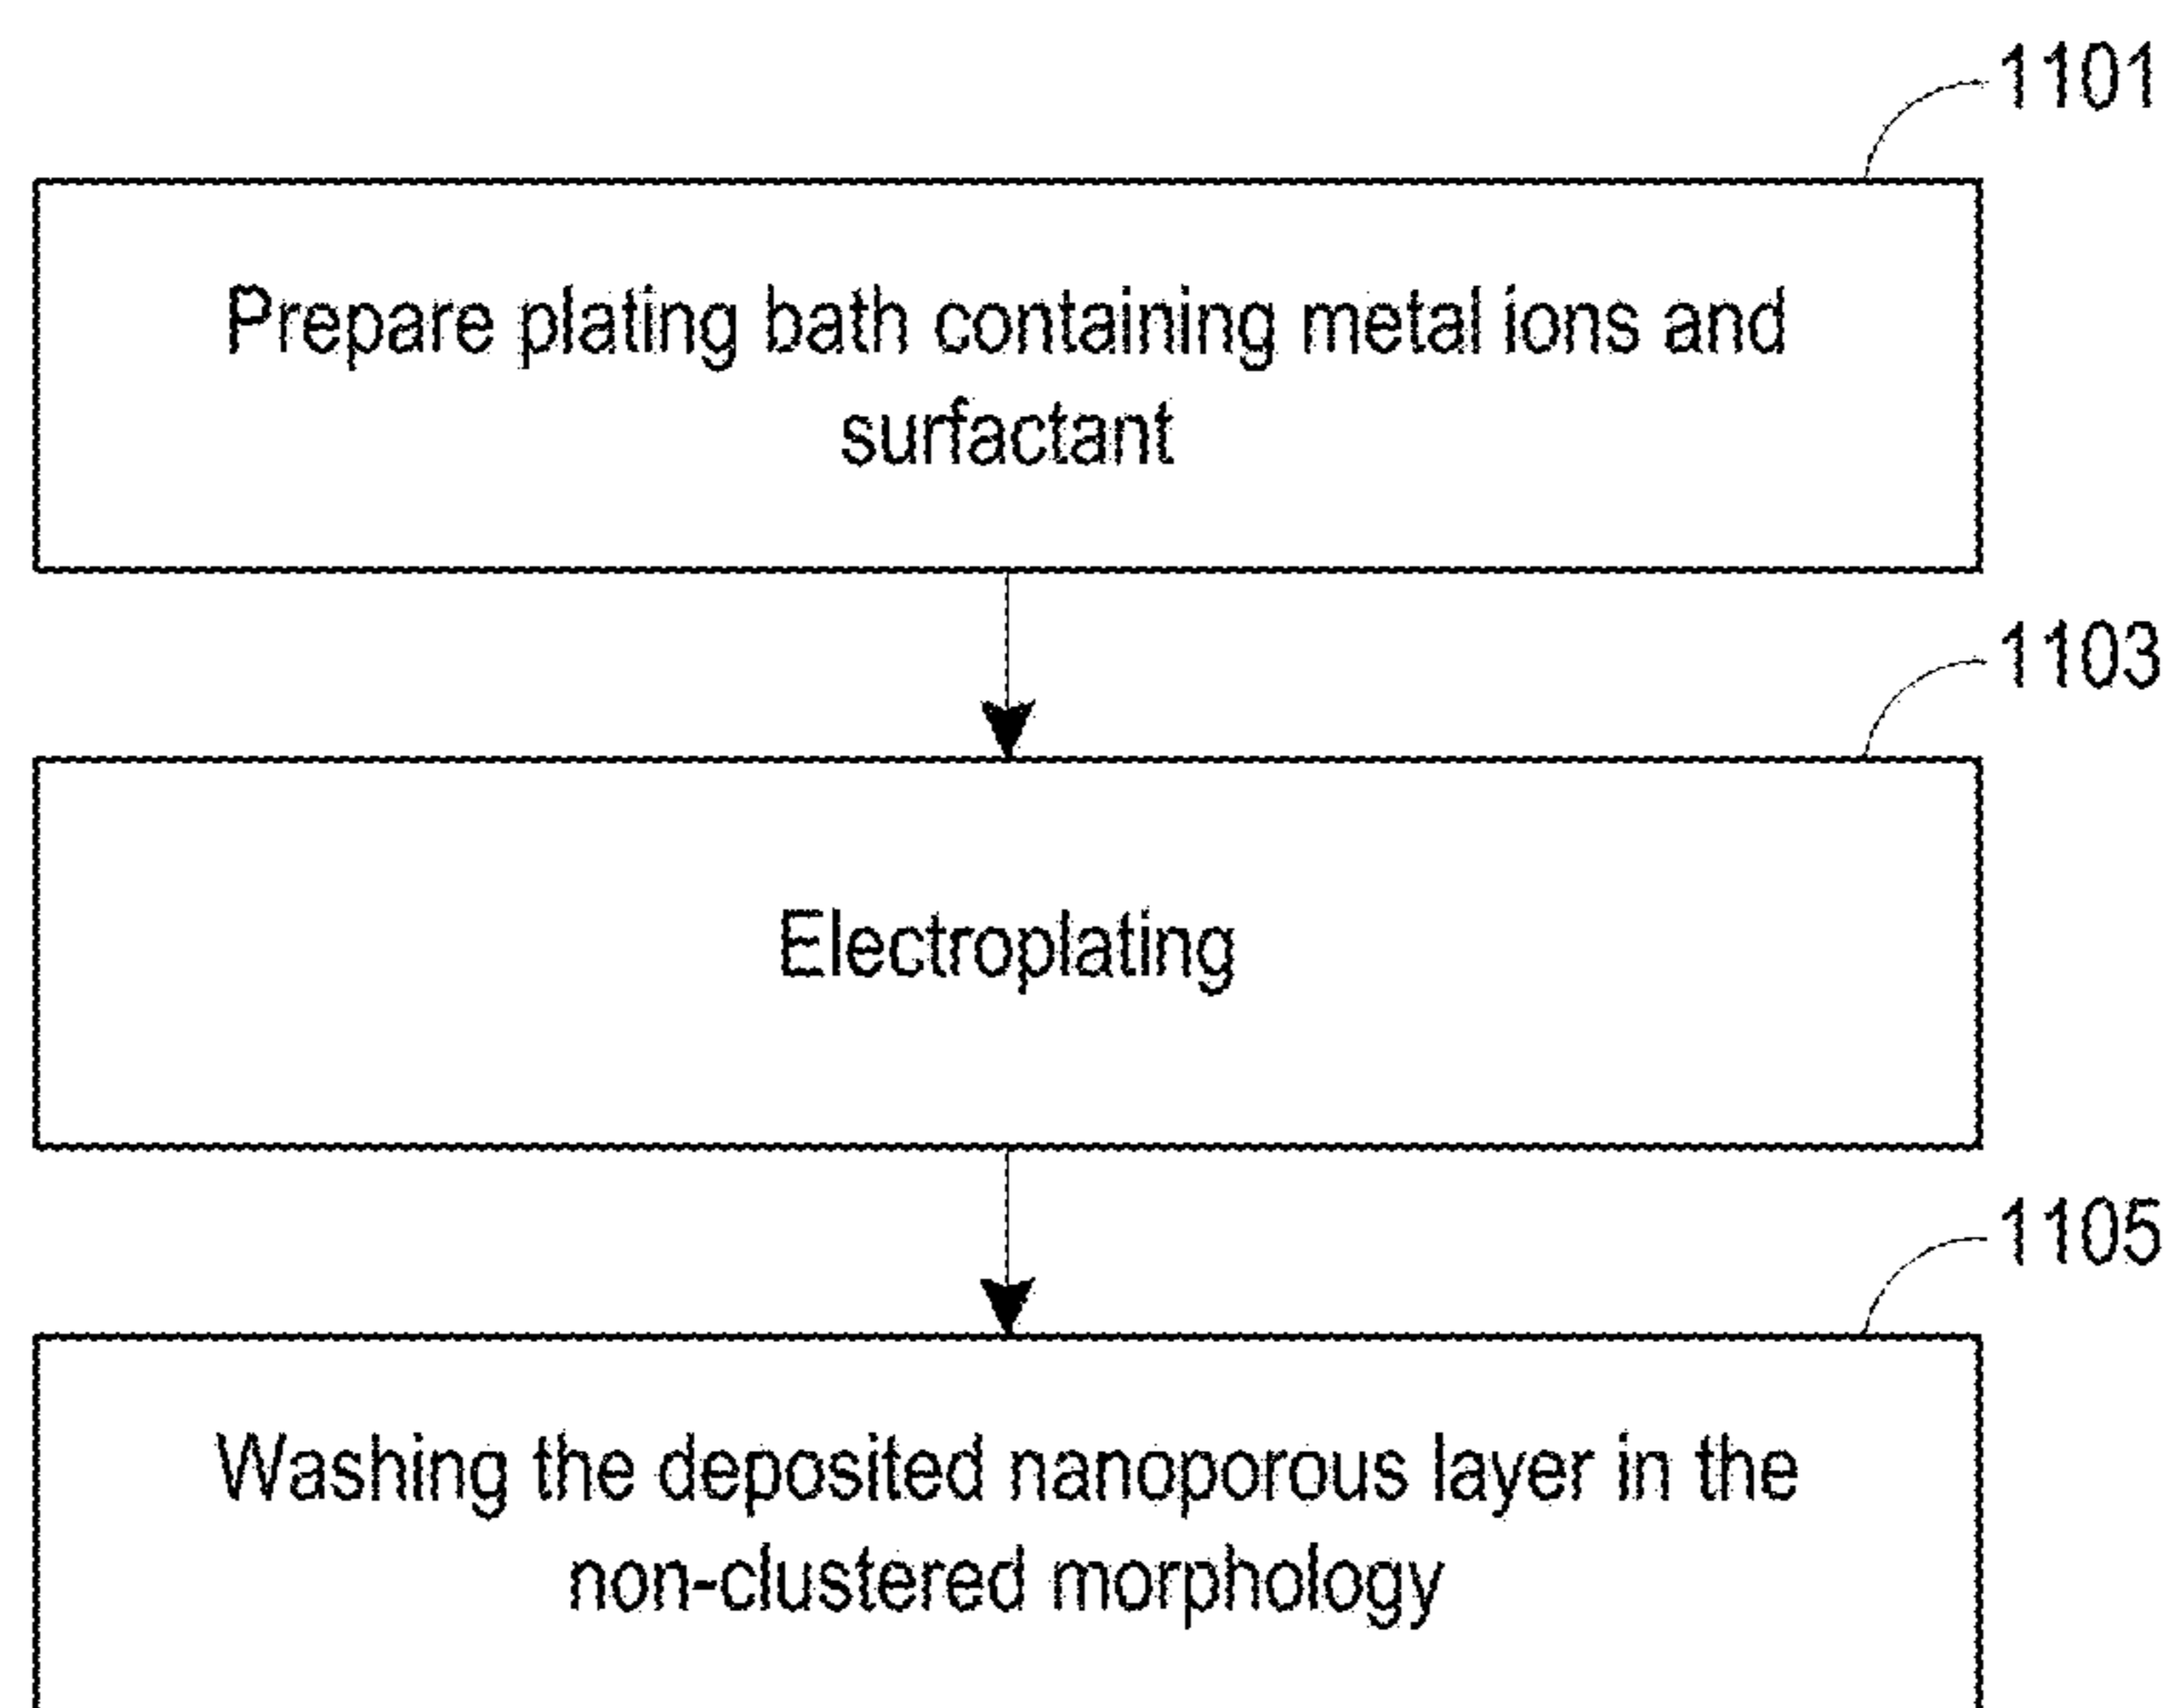 1101
Prepare plating bath containing metal ions and
surfactant
1103
Electroplating
1105
Washing the deposited nanoporous layer in the
non-clustered morphology